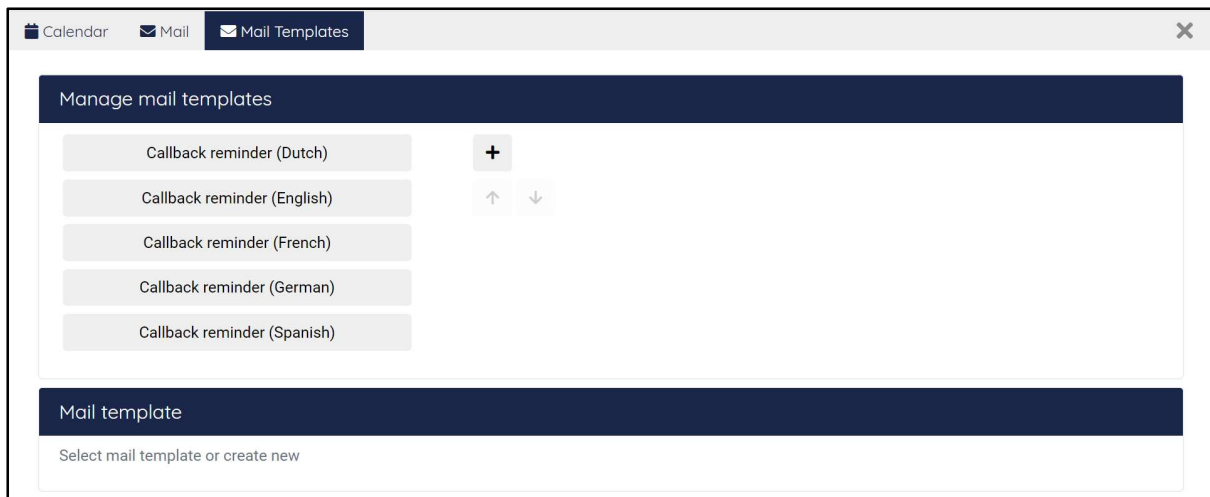 Calendar Mail Mail Templates
Manage mail templates
Callback reminder (Dutch)
Callback reminder (English)
Callback reminder (French)
Callback reminder (German)
Callback reminder (Spanish)
Mail template
Select mail template or create new